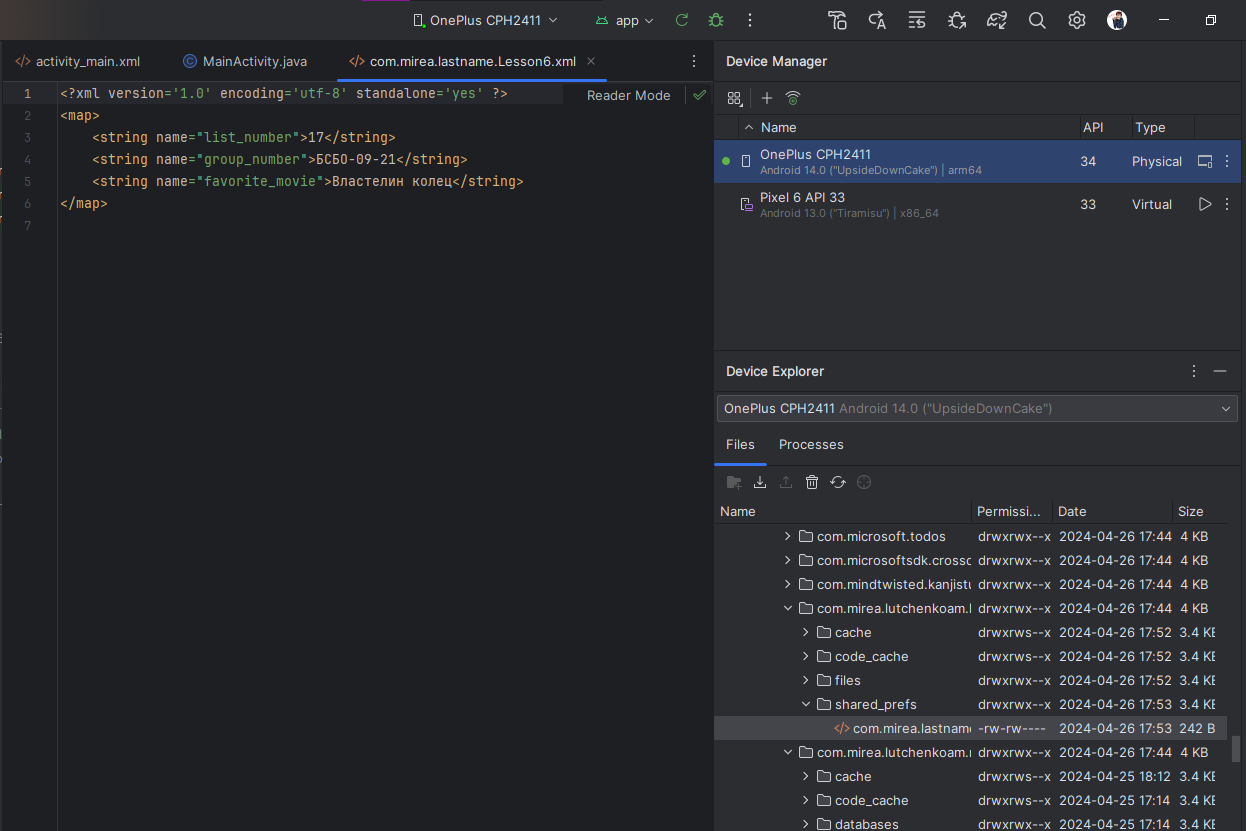 OnePlus CPH2411
app
activity_main.xml
MainActivity.java
com.mirea.lastname.Lesson6.xml
Reader Mode
1 <?xml version='1.0' encoding='utf-8' standalone='yes' ?>
2 <map>
3 <string name="list_number">17</string>
4 <string name="group_number">БСБО-09-21</string>
5 <string name="favorite_movie">Властелин колец</string>
6 </map>
7
Device Manager
Name API Type
OnePlus CPH2411 34 Physical
Android 14.0 ("UpsideDownCake") | arm64
Pixel 6 API 33 33 Virtual
Android 13.0 ("Tiramisu") | x86_64
Device Explorer
OnePlus CPH2411 Android 14.0 ("UpsideDownCake")
Files Processes
Name Permissi... Date Size
com.microsoft.todos drwxrwx--x 2024-04-26 17:44 4 KB
com.microsoftsdk.crossd drwxrwx--x 2024-04-26 17:44 4 KB
com.mindtwisted.kanjistu drwxrwx--x 2024-04-26 17:44 4 KB
com.mirea.lutchenkoam.l drwxrwx--x 2024-04-26 17:44 4 KB
cache drwxrws--x 2024-04-26 17:52 3.4 KB
code_cache drwxrws--x 2024-04-26 17:52 3.4 KB
files drwxrwx--x 2024-04-26 17:52 3.4 KB
shared_prefs drwxrwx--x 2024-04-26 17:53 3.4 KB
com.mirea.lastname -rw-rw---- 2024-04-26 17:53 242 B
com.mirea.lutchenkoam.r drwxrwx--x 2024-04-26 17:44 4 KB
cache drwxrws--x 2024-04-25 18:12 3.4 KB
code_cache drwxrws--x 2024-04-25 17:14 3.4 KB
databases drwxrwx--x 2024-04-25 17:14 3.4 KB